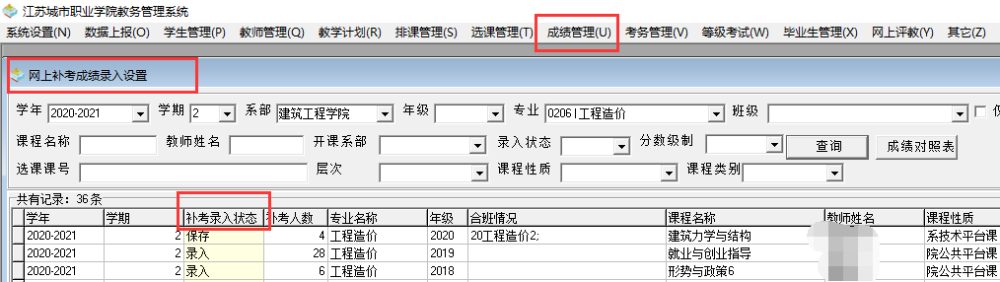 江苏城市职业学院教务管理系统
系统设置(N) 数据上报(O) 学生管理(P) 教师管理(Q) 教学计划(R) 排课管理(S) 选课管理(T) 成绩管理(U) 考务管理(V) 等级考试(W) 毕业生管理(X) 网上评教(Y) 其它(Z)
网上补考成绩录入设置
学年 2020-2021 学期 2 系部 建筑工程学院 年级 专业 0206|工程造价 班级
课程名称 教师姓名 开课系部 录入状态 分数级制 查询 成绩对照表
选课课号 层次 课程性质 课程类别
共有记录：36条
学年 学期 补考录入状态 补考人数 专业名称 年级 合班情况 课程名称 教师姓名 课程性质
2020-2021 2 保存 4 工程造价 2020 20工程造价2; 建筑力学与结构 系技术平台课
2020-2021 2 录入 28 工程造价 2019 就业与创业指导 院公共平台课
2020-2021 2 录入 6 工程造价 2018 形势与政策6 院公共平台课